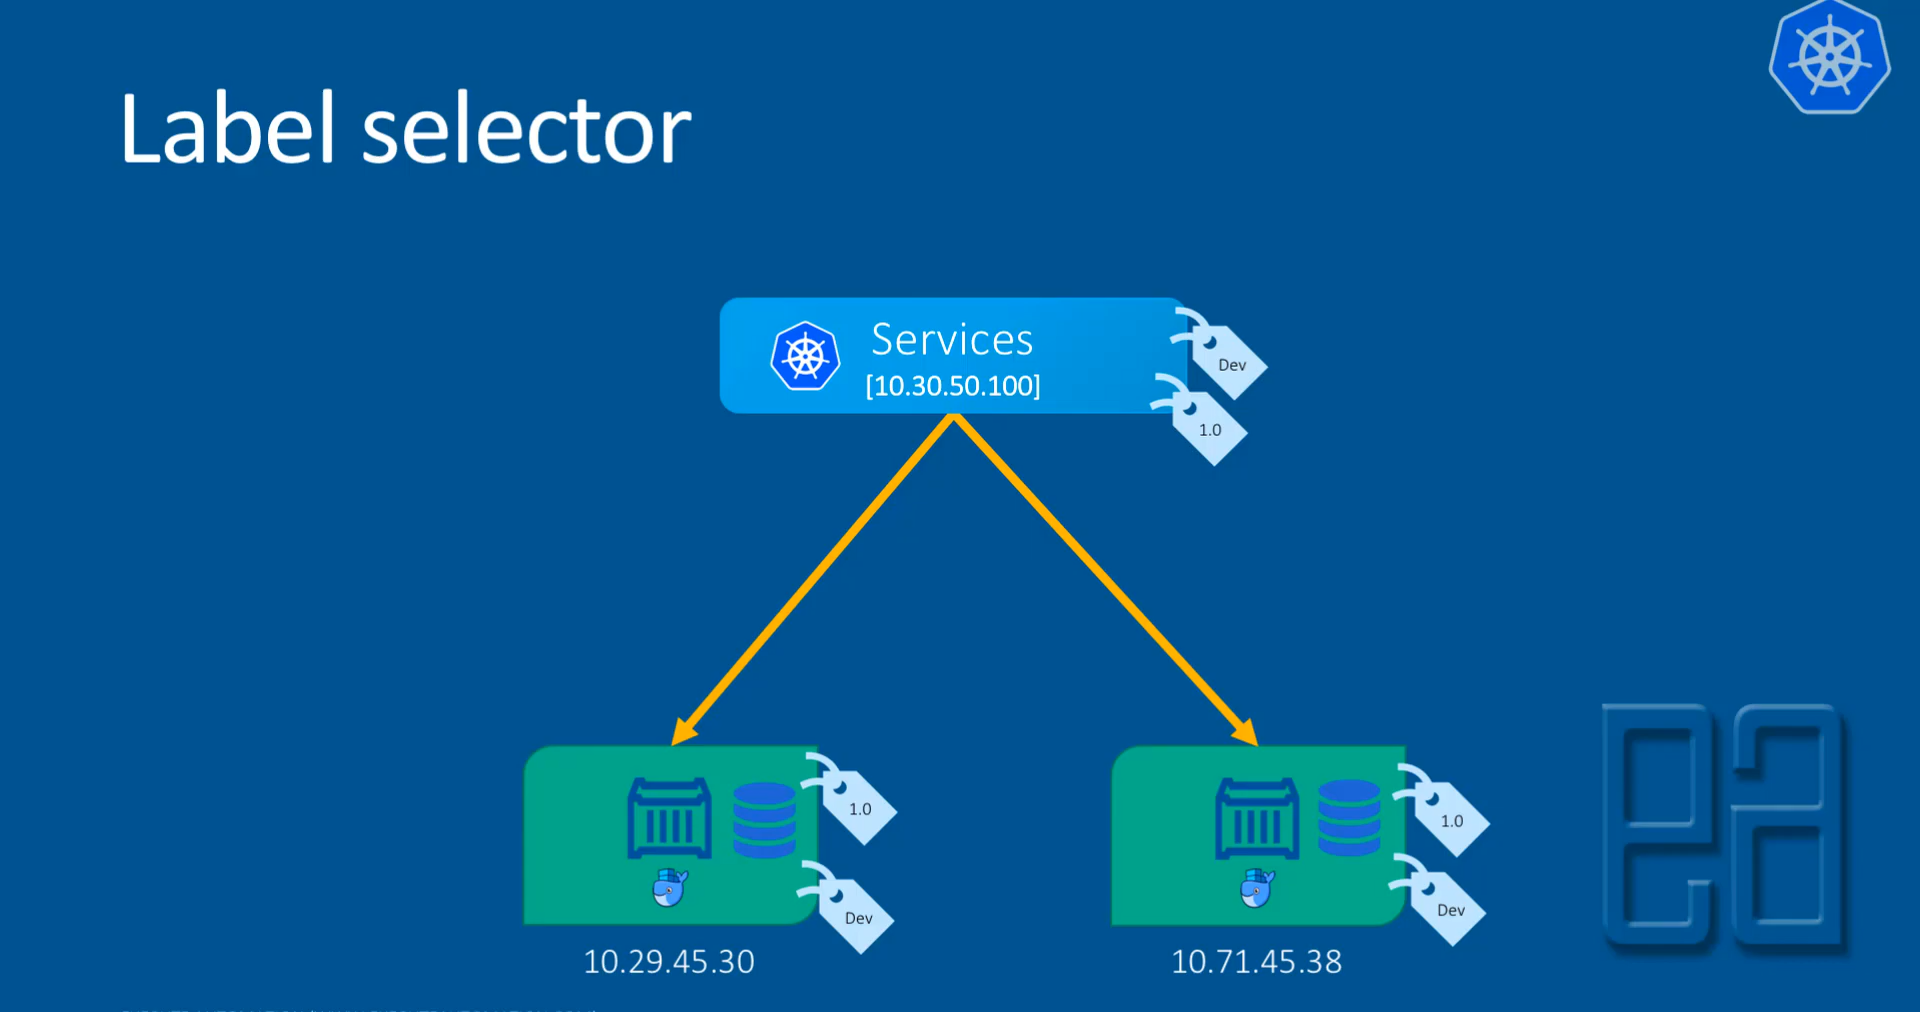 Label selector
Services
[10.30.50.100]
Dev
1.0
1.0
Dev
10.29.45.30
1.0
Dev
10.71.45.38